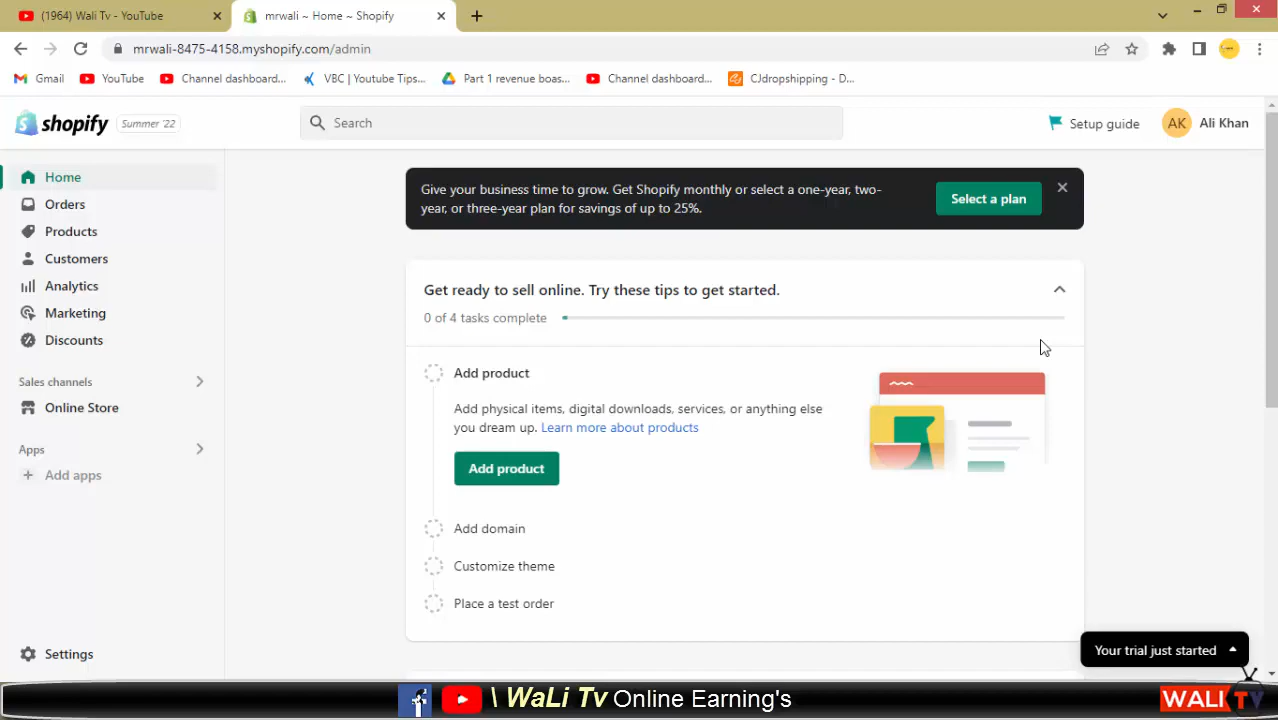 (1964) Wali Tv - YouTube
mrwali ~ Home ~ Shopify
mrwali-8475-4158.myshopify.com/admin
Gmail
YouTube
Channel dashboard...
VBC | Youtube Tips...
Part 1 revenue boas...
Channel dashboard...
CJdropshipping - D...
shopify
Summer '22
Search
Setup guide
AK
Ali Khan
Home
Orders
Products
Customers
Analytics
Marketing
Discounts
Sales channels
Online Store
Apps
Add apps
Settings
Give your business time to grow. Get Shopify monthly or select a one-year, two-
year, or three-year plan for savings of up to 25%.
Select a plan
Get ready to sell online. Try these tips to get started.
0 of 4 tasks complete
Add product
Add physical items, digital downloads, services, or anything else
you dream up. Learn more about products
Add product
Add domain
Customize theme
Place a test order
Your trial just started
\ WaLi Tv Online Earning's
WALI TV